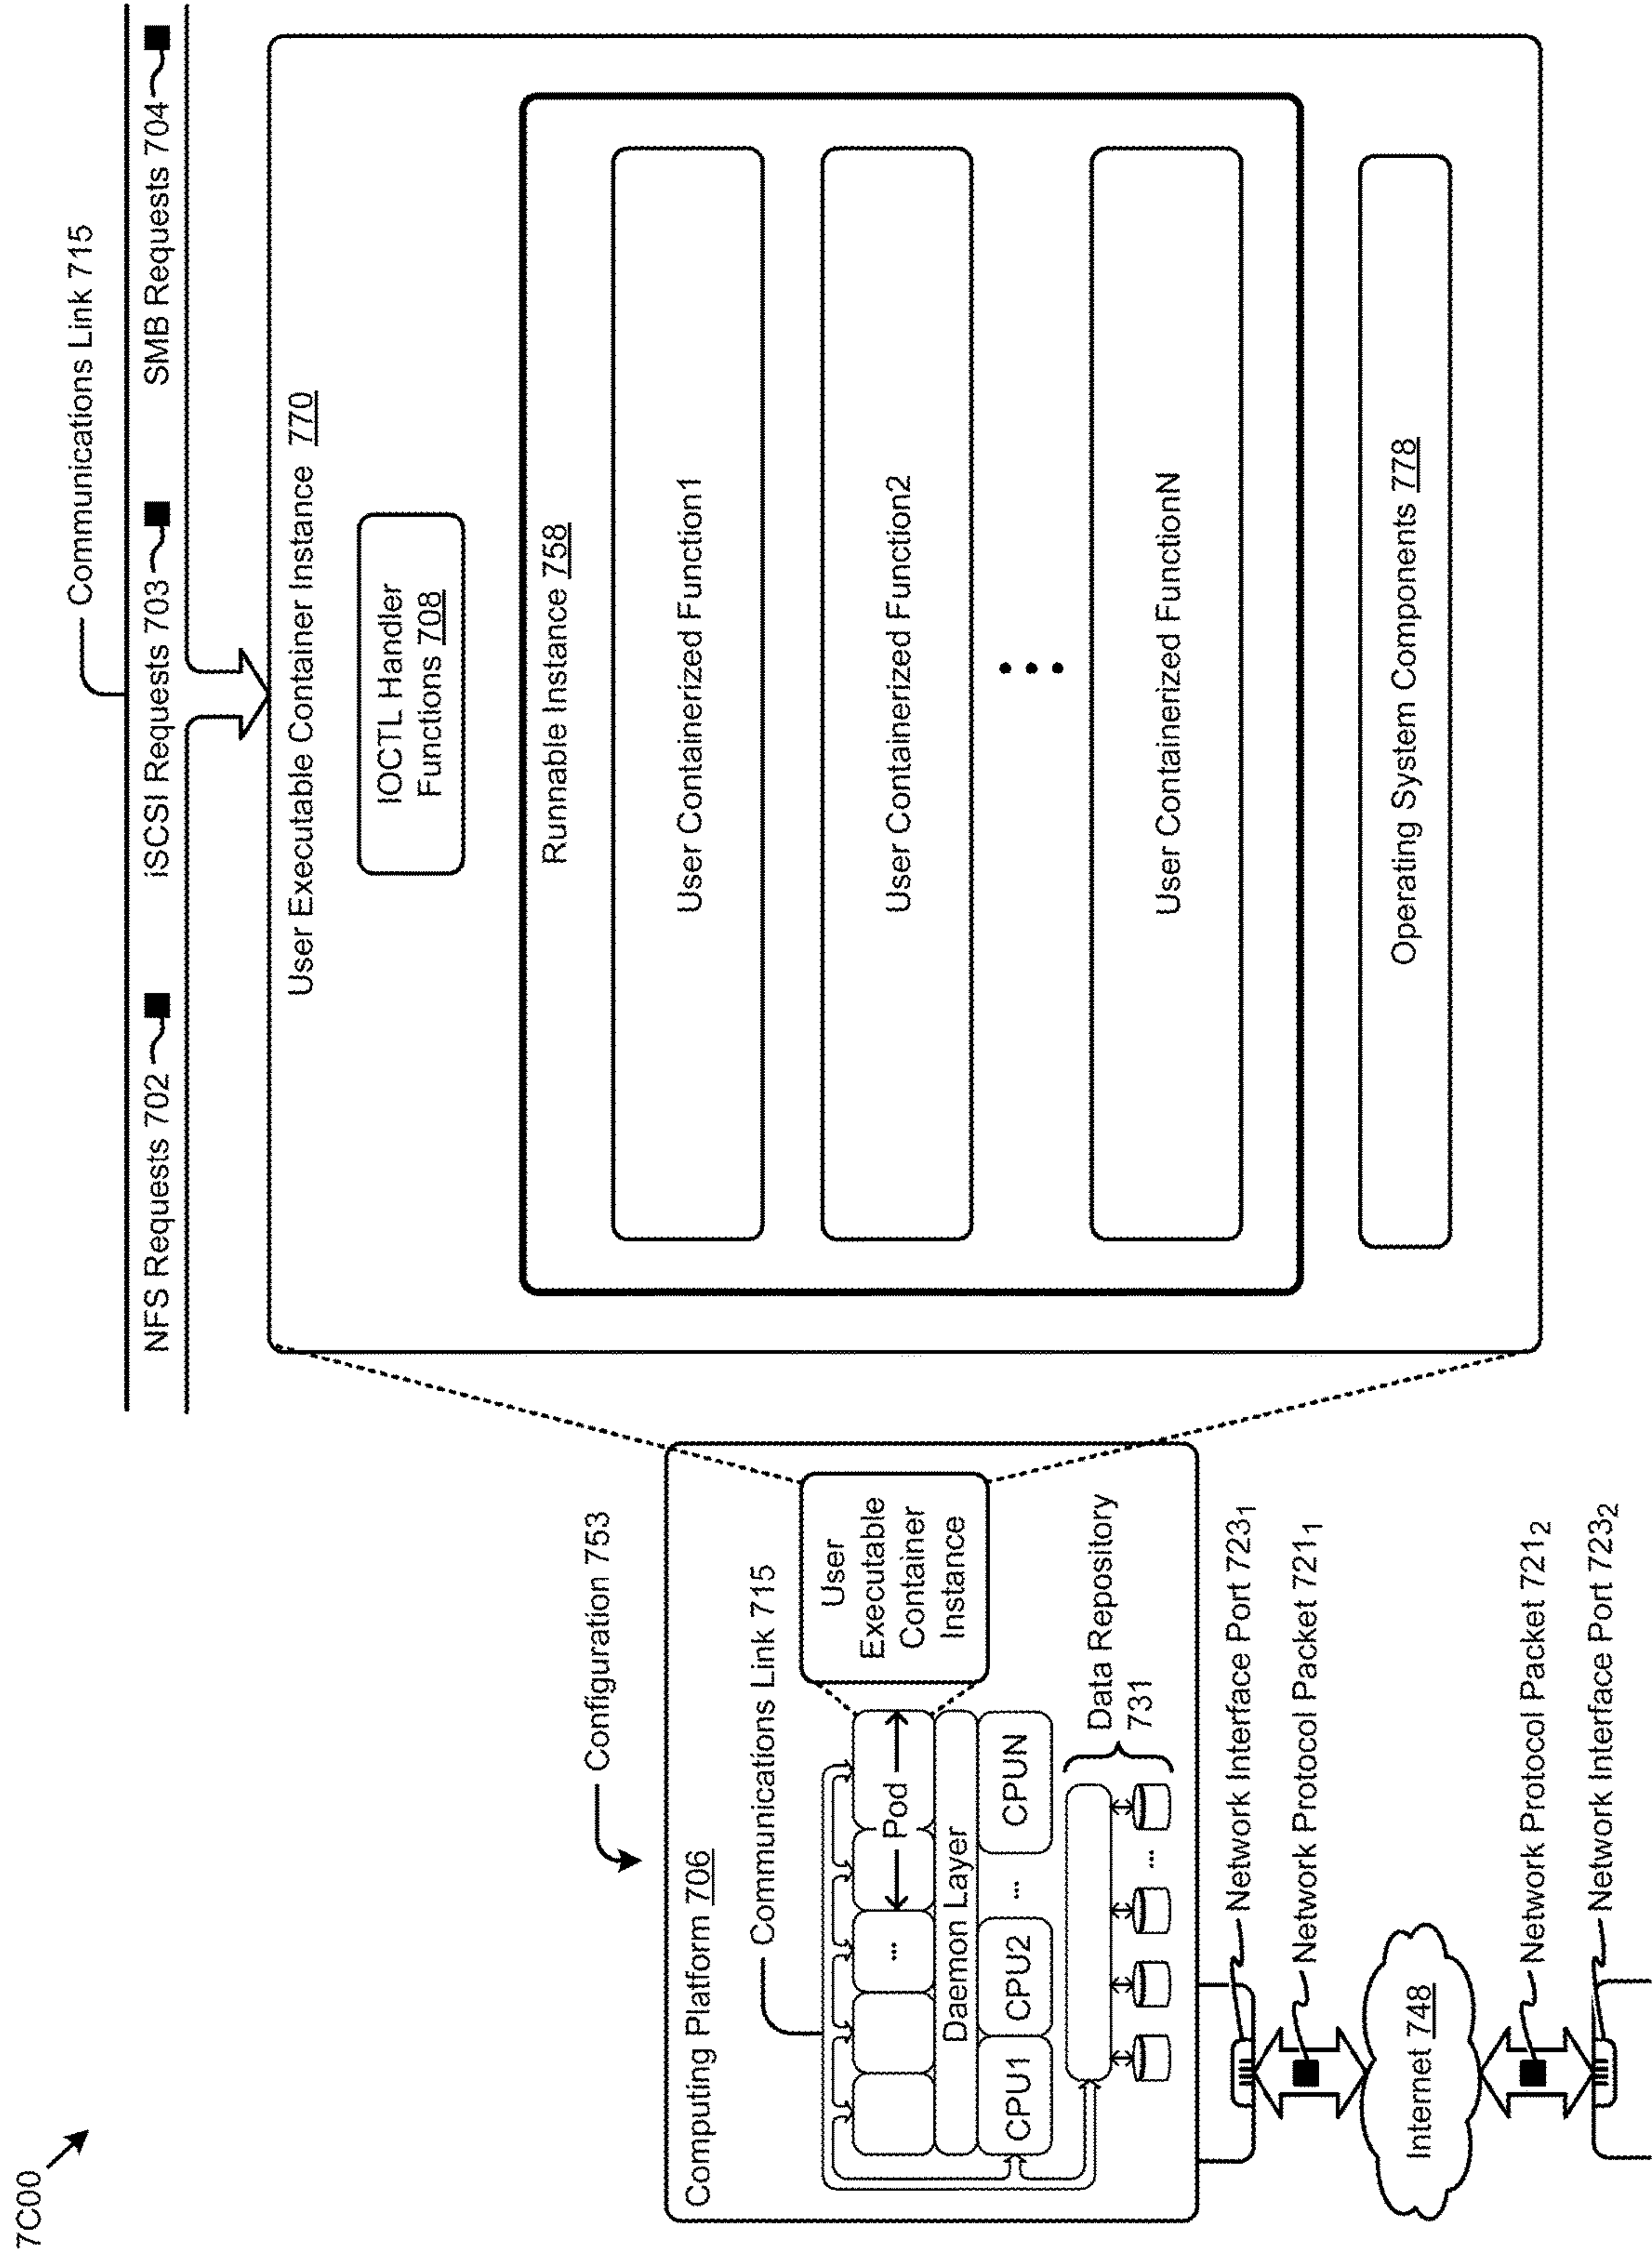 7C00
Communications Link 715
NFS Requests 702
iSCSI Requests 703
SMB Requests 704
Configuration 753
Computing Platform 706
Communications Link 715
...
Pod
Daemon Layer
CPU1
CPU2
...
CPUN
User
Executable
Container
Instance
Data Repository
731
...
Network Interface Port 723₁
Network Protocol Packet 721₁
Internet 748
Network Protocol Packet 721₂
Network Interface Port 723₂
User Executable Container Instance 770
IOCTL Handler
Functions 708
Runnable Instance 758
User Containerized Function1
User Containerized Function2
User Containerized FunctionN
Operating System Components 778